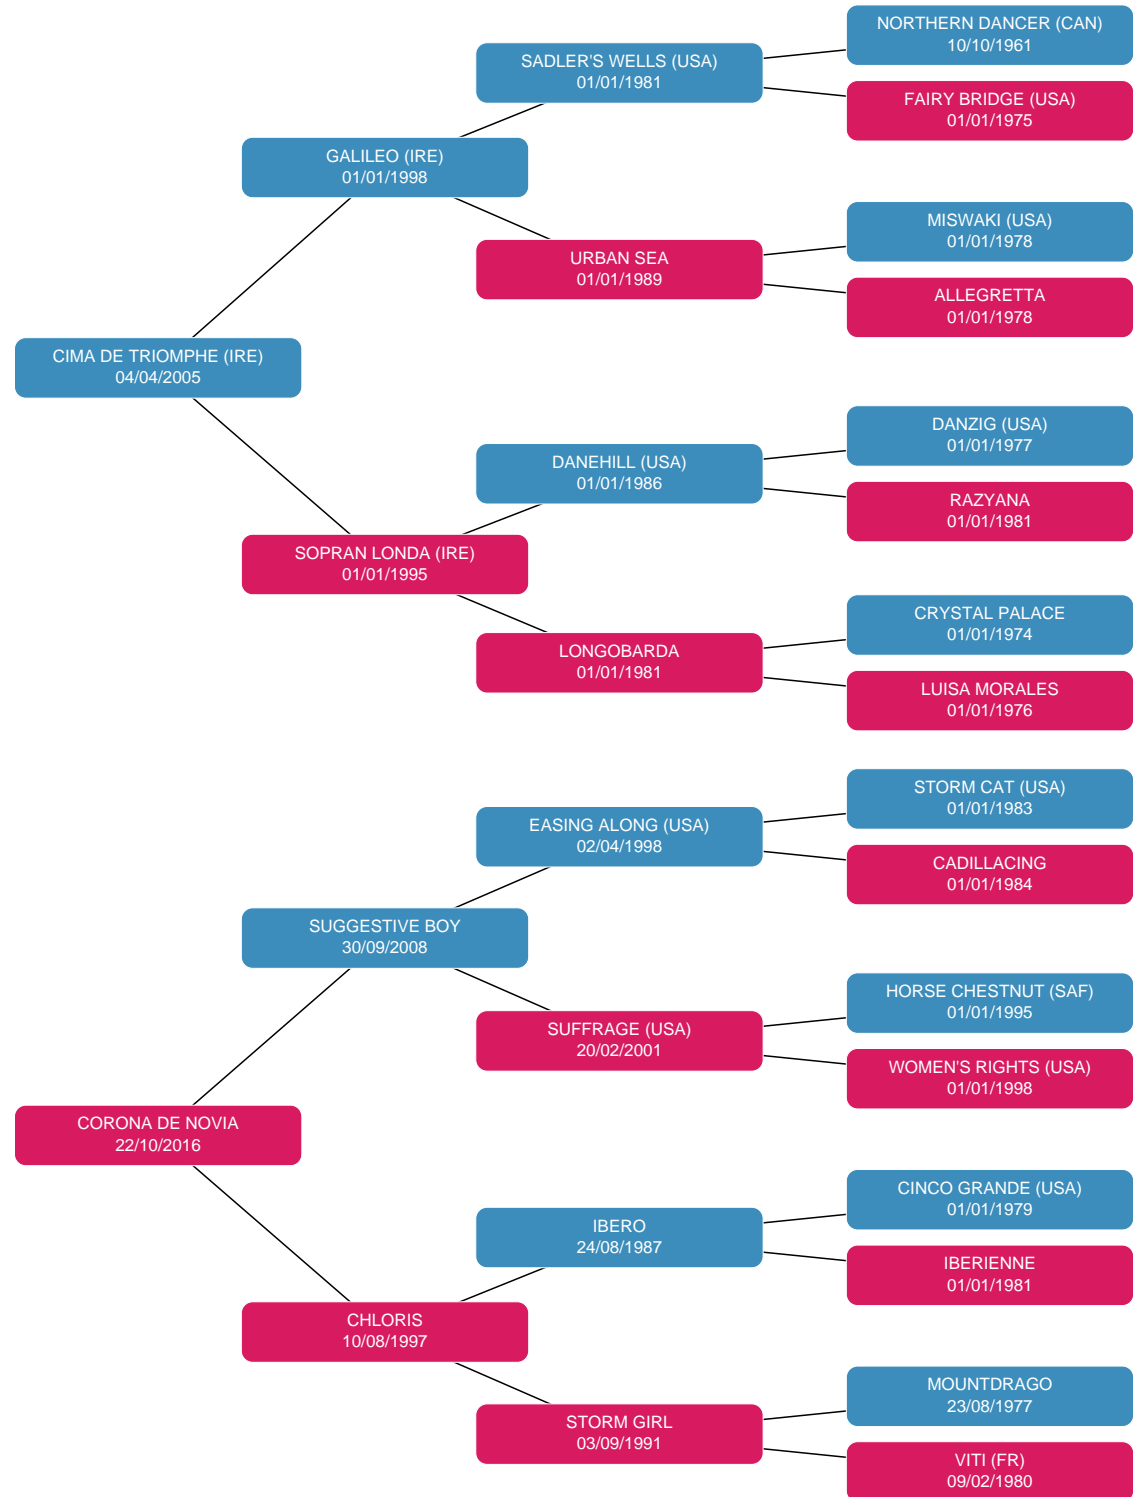 NORTHERN DANCER (CAN)
10/10/1961
SADLER'S WELLS (USA)
01/01/1981
FAIRY BRIDGE (USA)
01/01/1975
GALILEO (IRE)
01/01/1998
MISWAKI (USA)
01/01/1978
URBAN SEA
01/01/1989
ALLEGRETTA
01/01/1978
CIMA DE TRIOMPHE (IRE)
04/04/2005
DANZIG (USA)
01/01/1977
DANEHILL (USA)
01/01/1986
RAZYANA
01/01/1981
SOPRAN LONDA (IRE)
01/01/1995
CRYSTAL PALACE
01/01/1974
LONGOBARDA
01/01/1981
LUISA MORALES
01/01/1976
STORM CAT (USA)
01/01/1983
EASING ALONG (USA)
02/04/1998
CADILLACING
01/01/1984
SUGGESTIVE BOY
30/09/2008
HORSE CHESTNUT (SAF)
01/01/1995
SUFFRAGE (USA)
20/02/2001
WOMEN'S RIGHTS (USA)
01/01/1998
CORONA DE NOVIA
22/10/2016
CINCO GRANDE (USA)
01/01/1979
IBERO
24/08/1987
IBERIENNE
01/01/1981
CHLORIS
10/08/1997
MOUNTDRAGO
23/08/1977
STORM GIRL
03/09/1991
VITI (FR)
09/02/1980